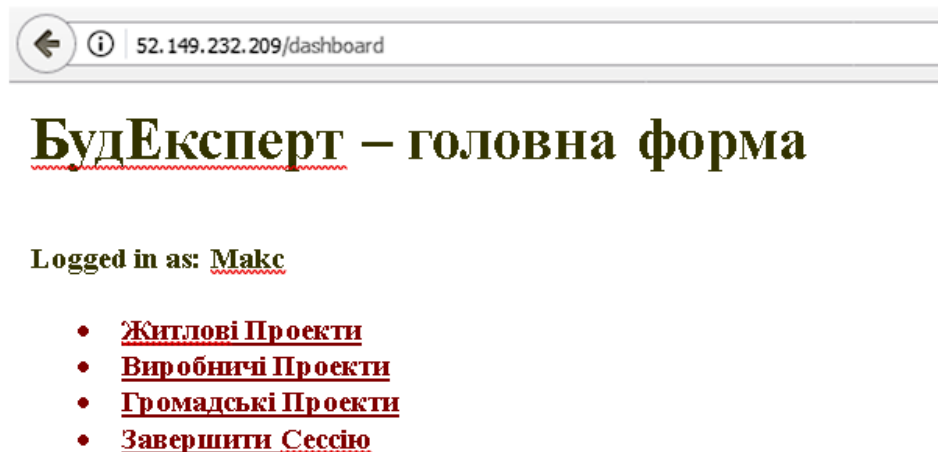 52.149.232.209/dashboard
БудЕксперт – головна форма
Logged in as: Макс
Житлові Проекти
Виробничі Проекти
Громадські Проекти
Завершити Сессію